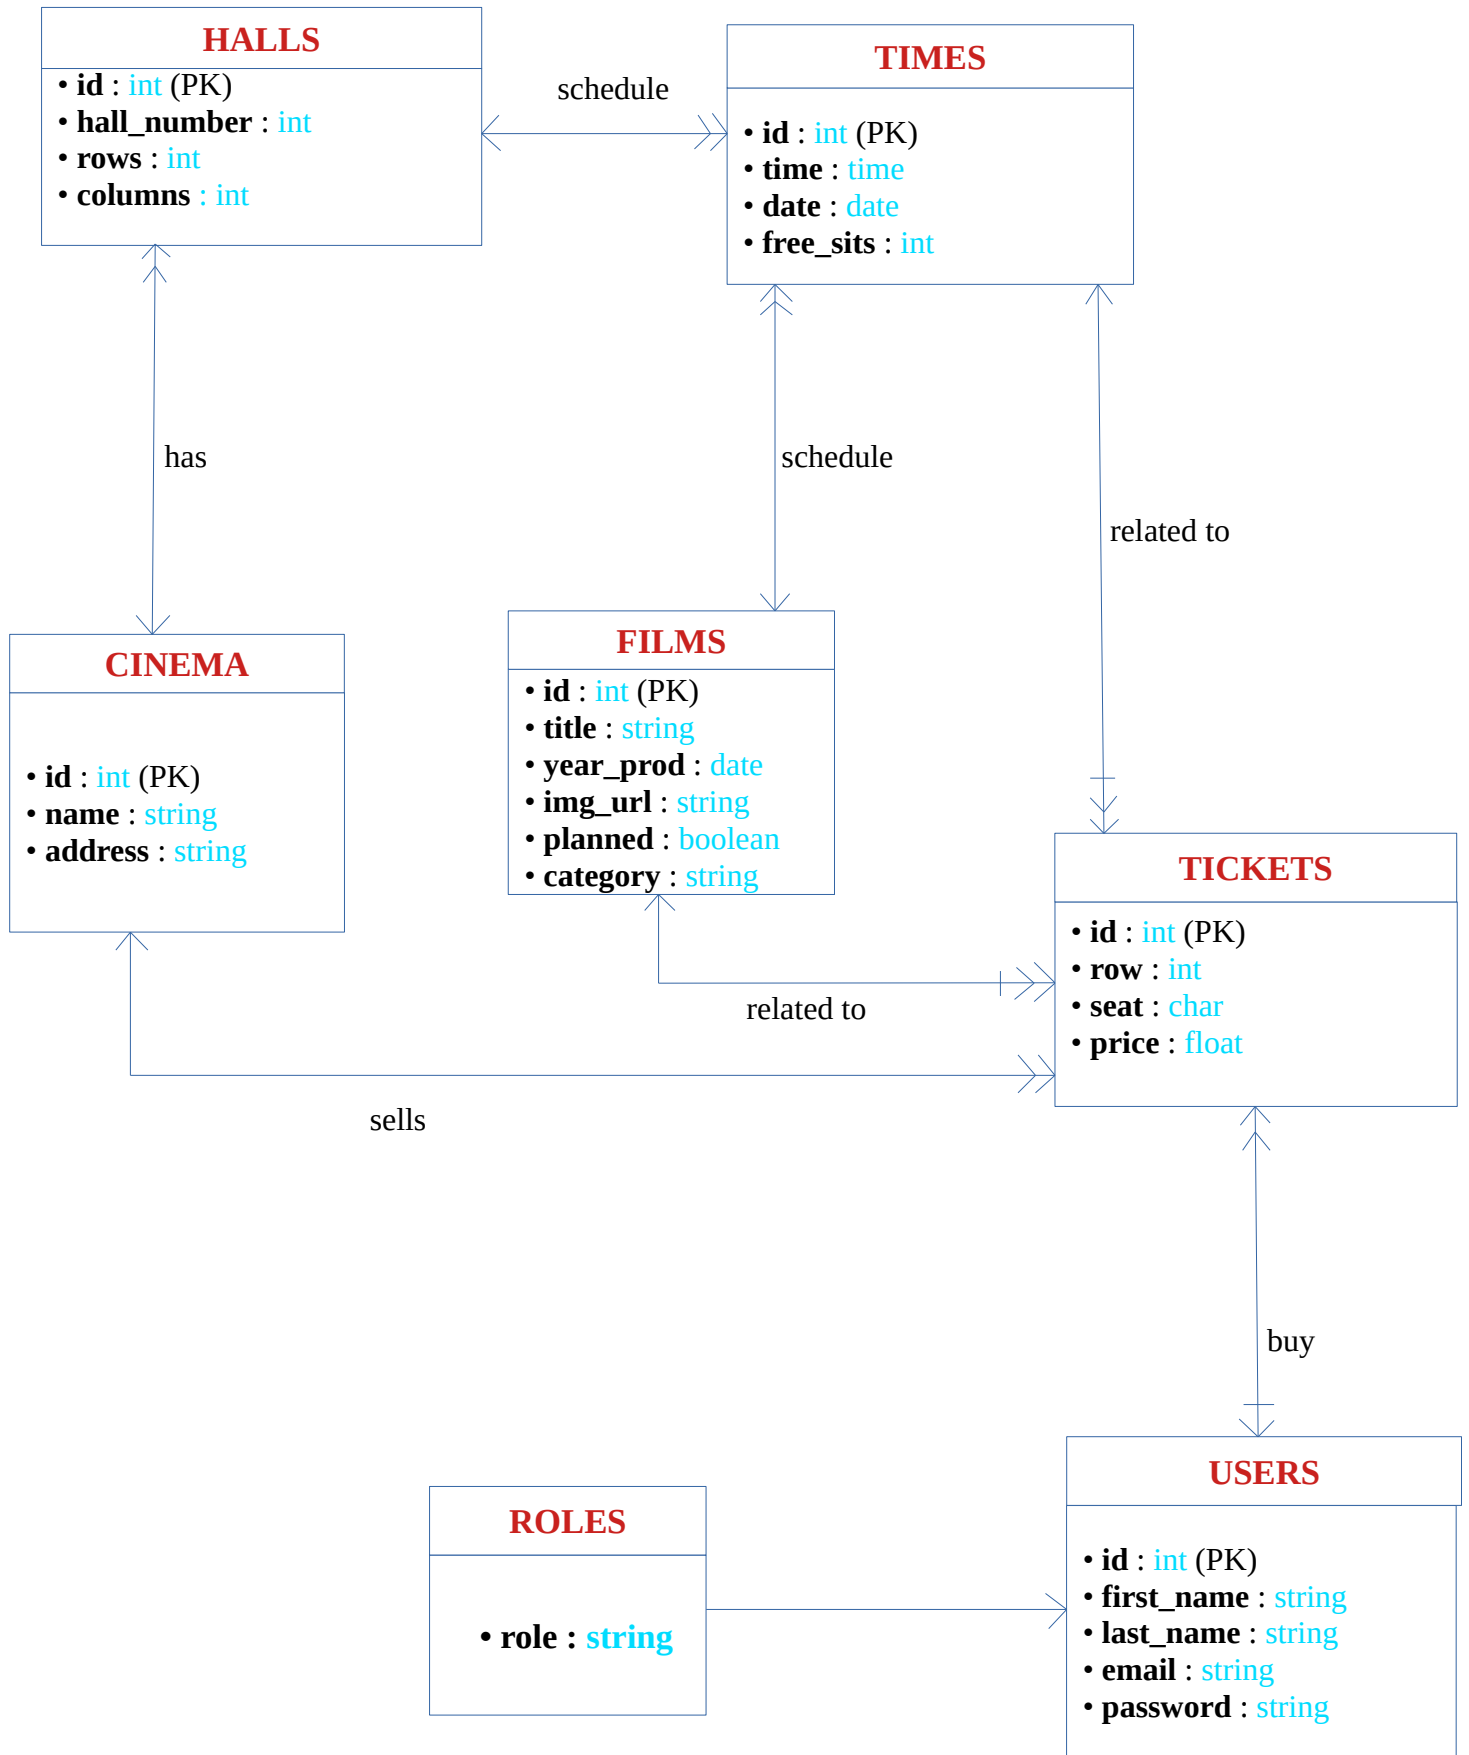 HALLS
• id : int (PK)
• hall_number : int
• rows : int
• columns : int
schedule
TIMES
• id : int (PK)
• time : time
• date : date
• free_sits : int
has
schedule
related to
CINEMA
• id : int (PK)
• name : string
• address : string
FILMS
• id : int (PK)
• title : string
• year_prod : date
• img_url : string
• planned : boolean
• category : string
TICKETS
• id : int (PK)
• row : int
• seat : char
• price : float
related to
sells
buy
ROLES
• role : string
USERS
• id : int (PK)
• first_name : string
• last_name : string
• email : string
• password : string